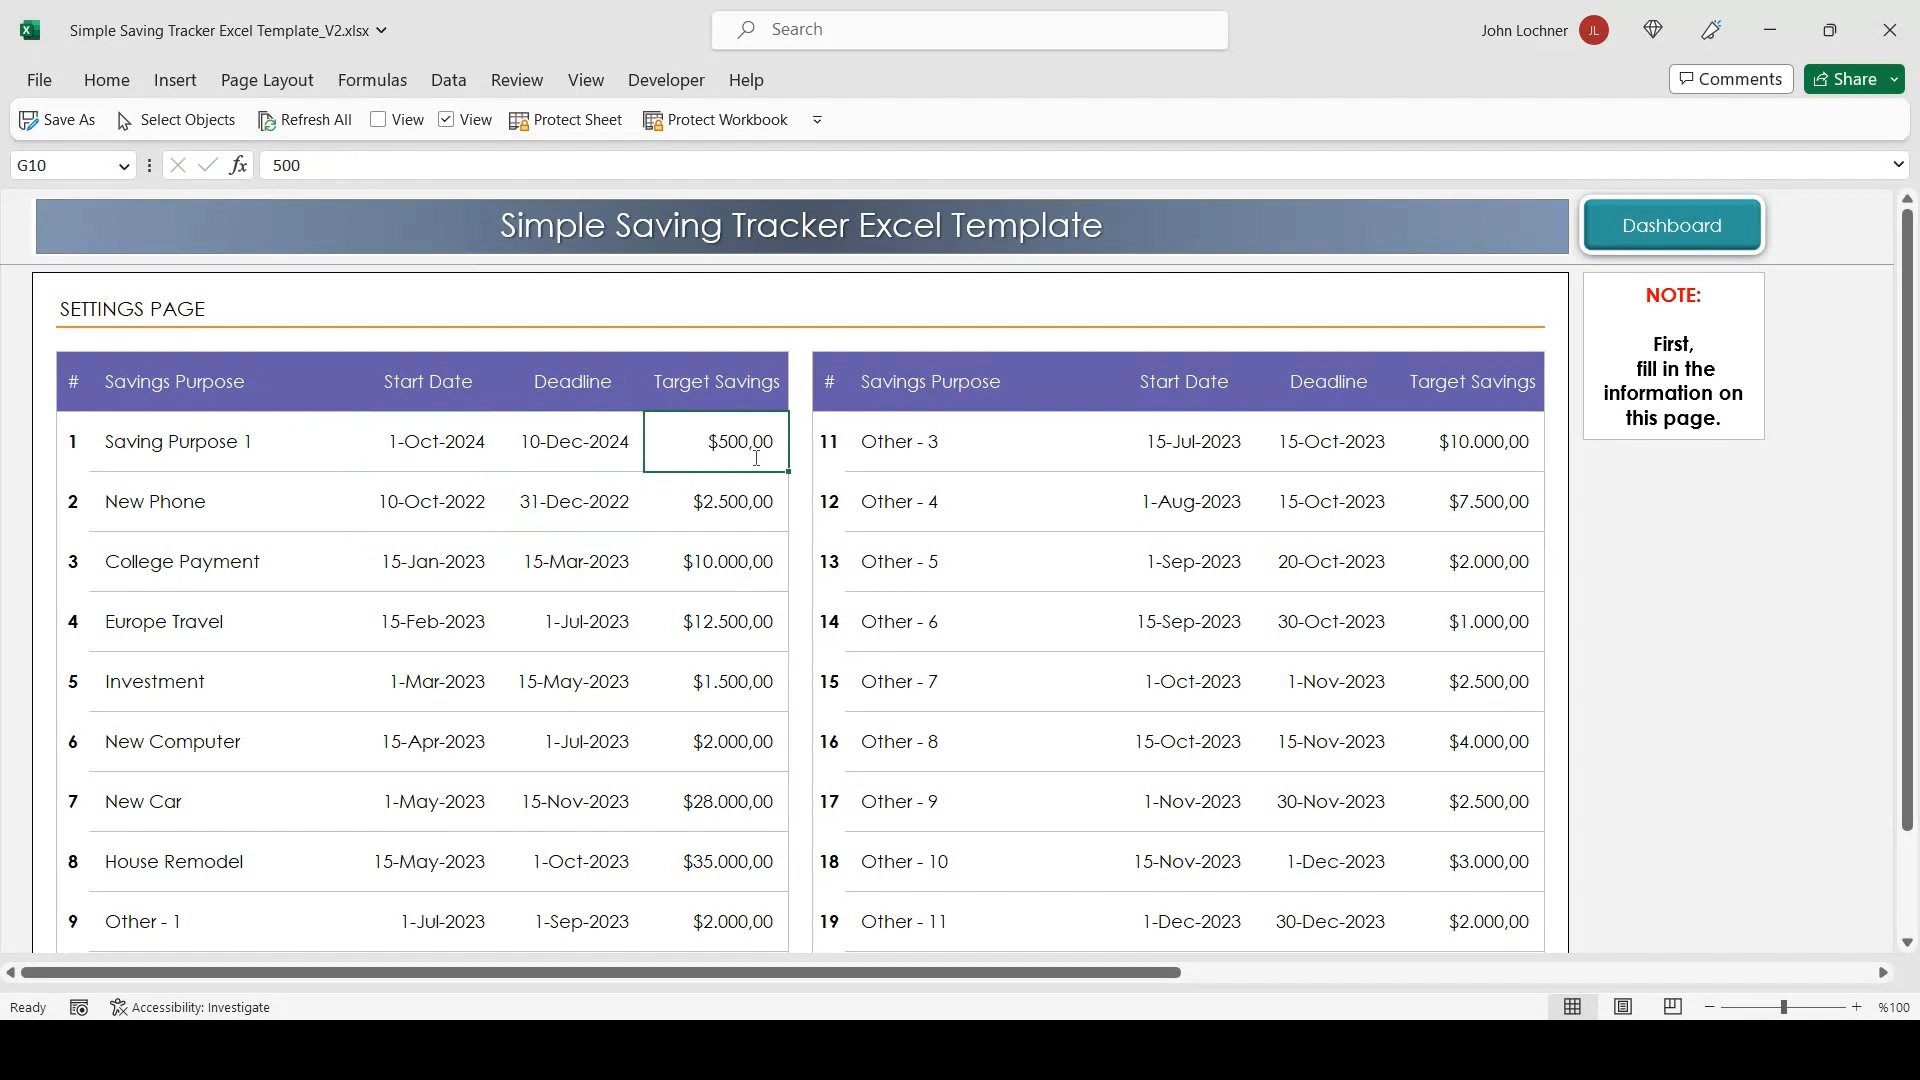 Simple Saving Tracker Excel Template_V2.xlsx
Search
John Lochner JL
File Home Insert Page Layout Formulas Data Review View Developer Help
Comments Share
Save As Select Objects Refresh All View View Protect Sheet Protect Workbook
G10 fx 500
Simple Saving Tracker Excel Template
Dashboard
SETTINGS PAGE
# Savings Purpose Start Date Deadline Target Savings
1 Saving Purpose 1 1-Oct-2024 10-Dec-2024 $500,00
2 New Phone 10-Oct-2022 31-Dec-2022 $2.500,00
3 College Payment 15-Jan-2023 15-Mar-2023 $10.000,00
4 Europe Travel 15-Feb-2023 1-Jul-2023 $12.500,00
5 Investment 1-Mar-2023 15-May-2023 $1.500,00
6 New Computer 15-Apr-2023 1-Jul-2023 $2.000,00
7 New Car 1-May-2023 15-Nov-2023 $28.000,00
8 House Remodel 15-May-2023 1-Oct-2023 $35.000,00
9 Other - 1 1-Jul-2023 1-Sep-2023 $2.000,00
# Savings Purpose Start Date Deadline Target Savings
11 Other - 3 15-Jul-2023 15-Oct-2023 $10.000,00
12 Other - 4 1-Aug-2023 15-Oct-2023 $7.500,00
13 Other - 5 1-Sep-2023 20-Oct-2023 $2.000,00
14 Other - 6 15-Sep-2023 30-Oct-2023 $1.000,00
15 Other - 7 1-Oct-2023 1-Nov-2023 $2.500,00
16 Other - 8 15-Oct-2023 15-Nov-2023 $4.000,00
17 Other - 9 1-Nov-2023 30-Nov-2023 $2.500,00
18 Other - 10 15-Nov-2023 1-Dec-2023 $3.000,00
19 Other - 11 1-Dec-2023 30-Dec-2023 $2.000,00
NOTE:
First,
fill in the
information on
this page.
Ready Accessibility: Investigate %100